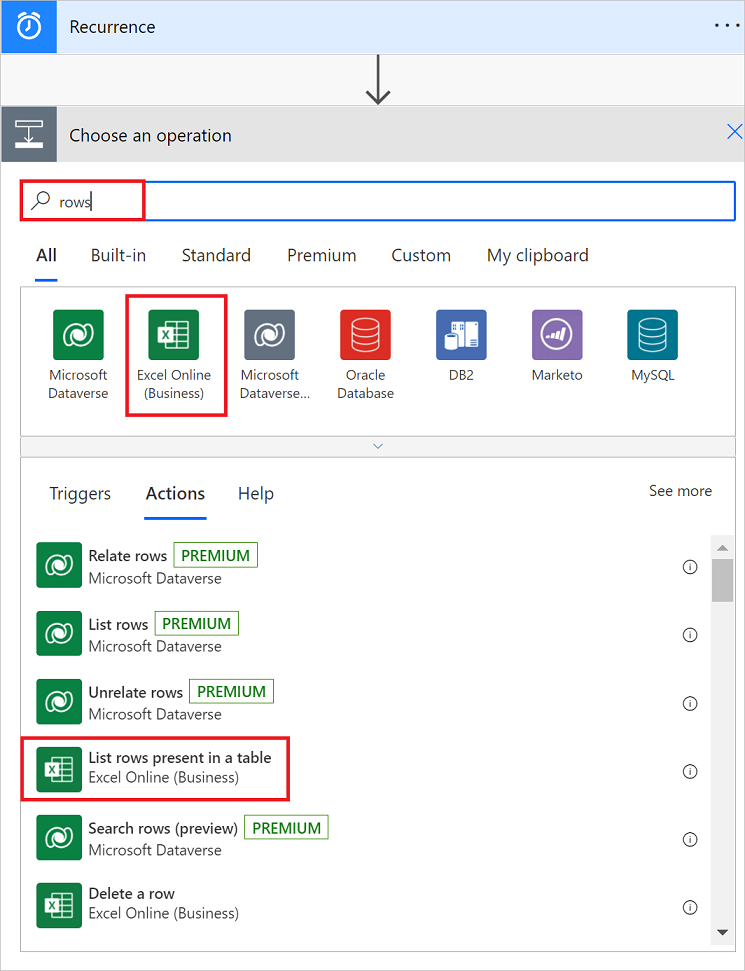 Recurrence
Choose an operation
rows
All Built-in Standard Premium Custom My clipboard
Microsoft Dataverse
Excel Online (Business)
Microsoft Dataverse...
Oracle Database
DB2
Marketo
MySQL
Triggers Actions Help See more
Relate rows PREMIUM
Microsoft Dataverse
List rows PREMIUM
Microsoft Dataverse
Unrelate rows PREMIUM
Microsoft Dataverse
List rows present in a table
Excel Online (Business)
Search rows (preview) PREMIUM
Microsoft Dataverse
Delete a row
Excel Online (Business)